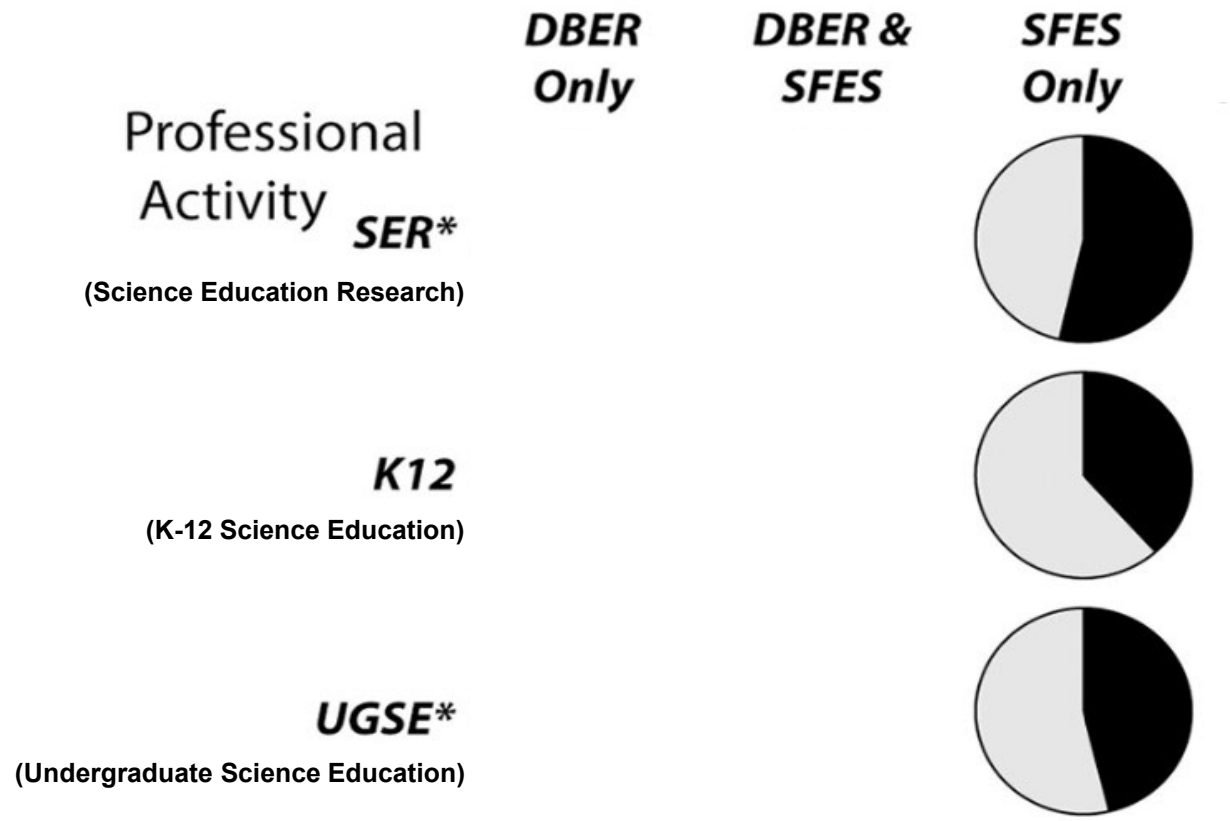 DBER
Only
DBER &
SFES
SFES
Only
Professional
Activity
SER*
(Science Education Research)
K12
(K-12 Science Education)
UGSE*
(Undergraduate Science Education)